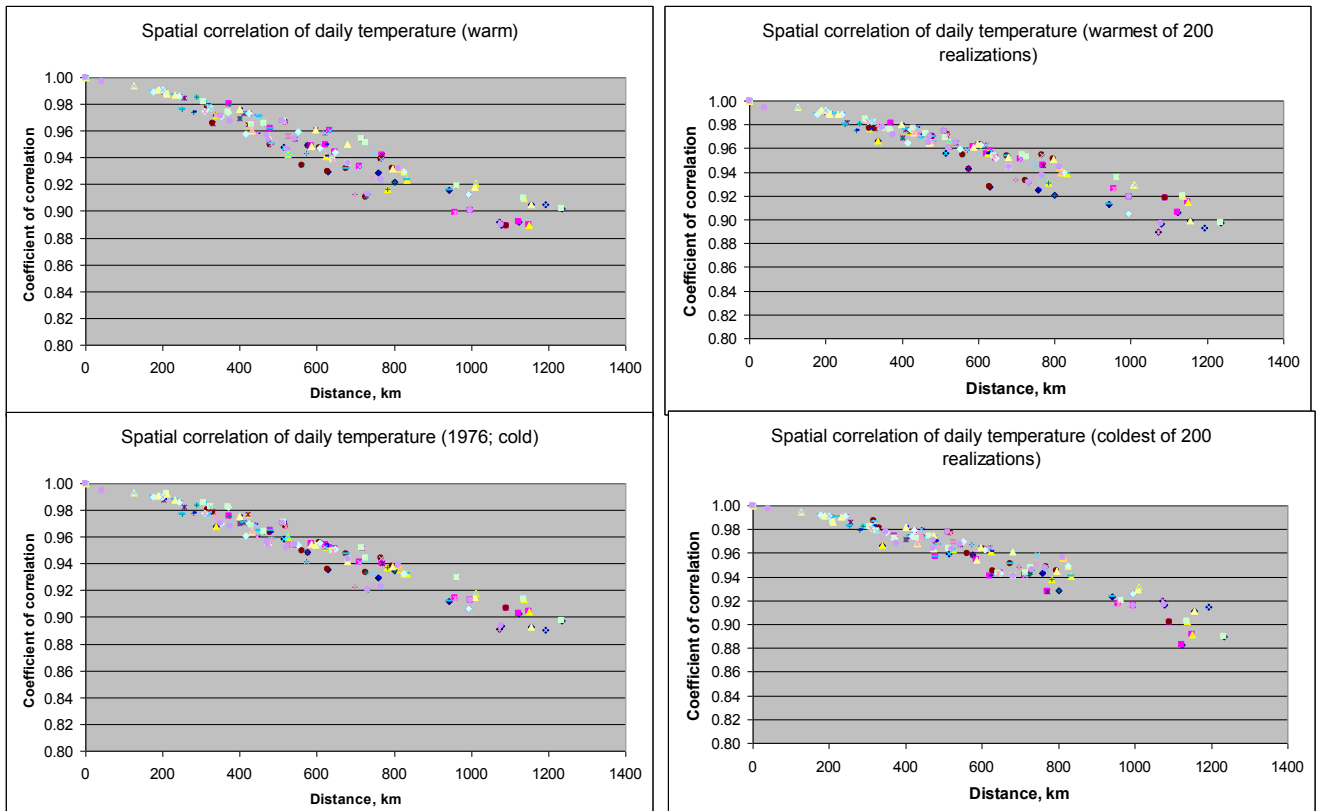 Spatial correlation of daily temperature (warm)
1.00
0.98
0.96
0.94
0.92
0.90
0.88
0.86
0.84
0.82
0.80
Coefficient of correlation
0 200 400 600 800 1000 1200 1400
Distance, km
Spatial correlation of daily temperature (warmest of 200
realizations)
1.00
0.98
0.96
0.94
0.92
0.90
0.88
0.86
0.84
0.82
0.80
Coefficient of correlation
0 200 400 600 800 1000 1200 1400
Distance, km
Spatial correlation of daily temperature (1976; cold)
1.00
0.98
0.96
0.94
0.92
0.90
0.88
0.86
0.84
0.82
0.80
Coefficient of correlation
0 200 400 600 800 1000 1200 1400
Distance, km
Spatial correlation of daily temperature (coldest of 200
realizations)
1.00
0.98
0.96
0.94
0.92
0.90
0.88
0.86
0.84
0.82
0.80
Coefficient of correlation
0 200 400 600 800 1000 1200 1400
Distance, km